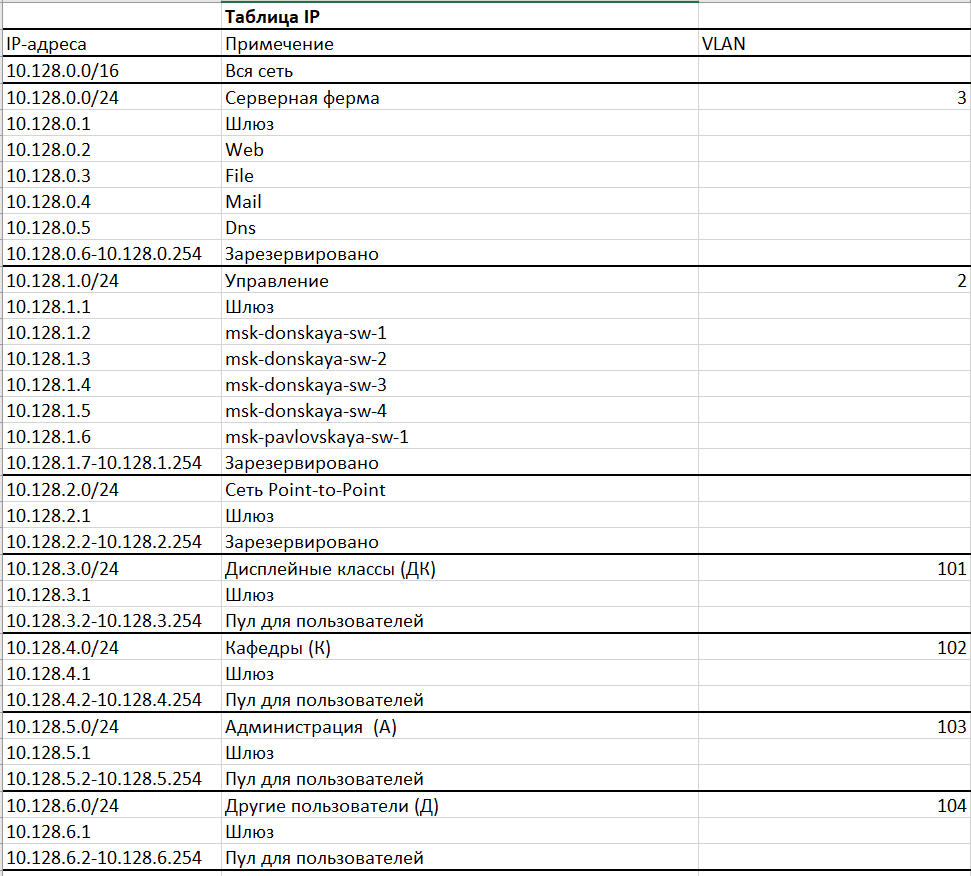 Таблица IP
IP-адреса Примечение VLAN
10.128.0.0/16 Вся сеть
10.128.0.0/24 Серверная ферма 3
10.128.0.1 Шлюз
10.128.0.2 Web
10.128.0.3 File
10.128.0.4 Mail
10.128.0.5 Dns
10.128.0.6-10.128.0.254 Зарезервировано
10.128.1.0/24 Управление 2
10.128.1.1 Шлюз
10.128.1.2 msk-donskaya-sw-1
10.128.1.3 msk-donskaya-sw-2
10.128.1.4 msk-donskaya-sw-3
10.128.1.5 msk-donskaya-sw-4
10.128.1.6 msk-pavlovskaya-sw-1
10.128.1.7-10.128.1.254 Зарезервировано
10.128.2.0/24 Сеть Point-to-Point
10.128.2.1 Шлюз
10.128.2.2-10.128.2.254 Зарезервировано
10.128.3.0/24 Дисплейные классы (ДК) 101
10.128.3.1 Шлюз
10.128.3.2-10.128.3.254 Пул для пользователей
10.128.4.0/24 Кафедры (К) 102
10.128.4.1 Шлюз
10.128.4.2-10.128.4.254 Пул для пользователей
10.128.5.0/24 Администрация (А) 103
10.128.5.1 Шлюз
10.128.5.2-10.128.5.254 Пул для пользователей
10.128.6.0/24 Другие пользователи (Д) 104
10.128.6.1 Шлюз
10.128.6.2-10.128.6.254 Пул для пользователей